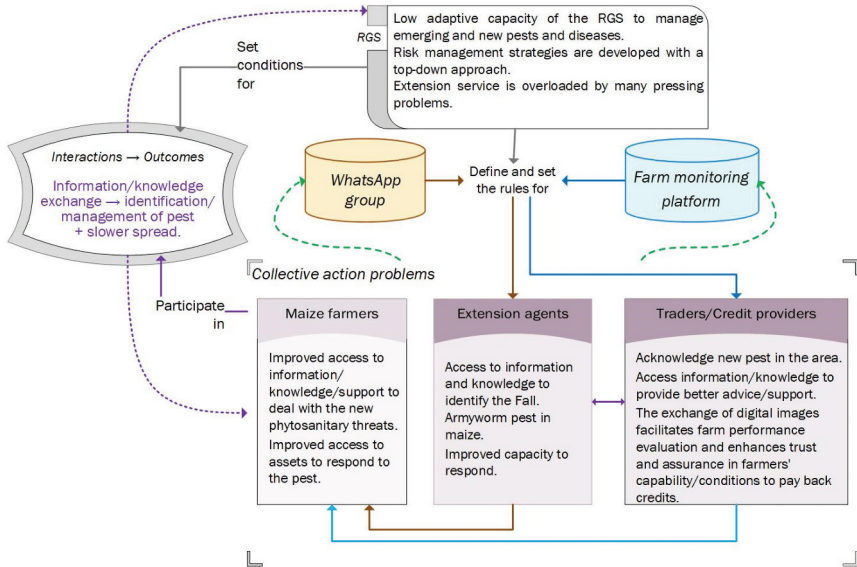 RGS
Low adaptive capacity of the RGS to manage
emerging and new pests and diseases.
Risk management strategies are developed with a
top-down approach.
Extension service is overloaded by many pressing
problems.
Set
conditions
for
Interactions → Outcomes
Information/knowledge
exchange → identification/
management of pest
+ slower spread.
WhatsApp
group
Define and set
the rules for
Farm monitoring
platform
Collective action problems
Participate
in
Maize farmers
Improved access to
information/
knowledge/support to
deal with the new
phytosanitary threats.
Improved access to
assets to respond to
the pest.
Extension agents
Access to information
and knowledge to
identify the Fall.
Armyworm pest in
maize.
Improved capacity to
respond.
Traders/Credit providers
Acknowledge new pest in the area.
Access information/knowledge to
provide better advice/support.
The exchange of digital images
facilitates farm performance
evaluation and enhances trust
and assurance in farmers'
capability/conditions to pay back
credits.